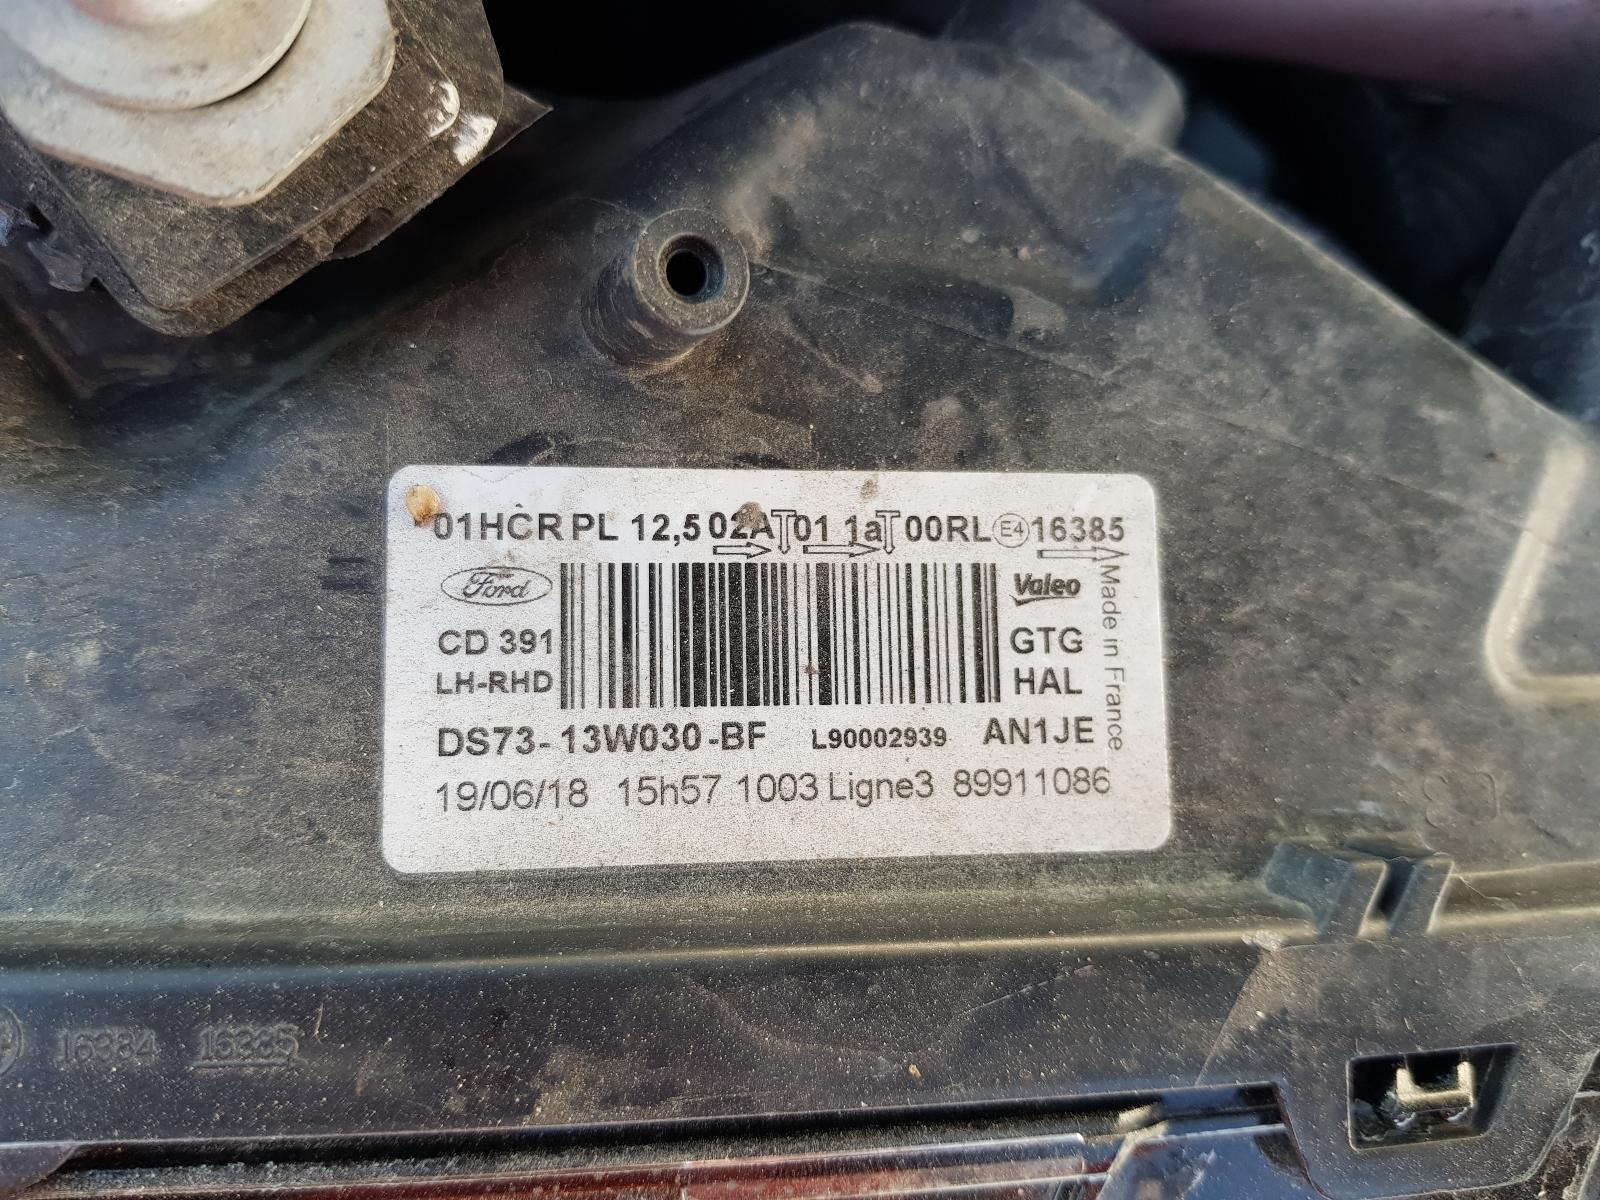 01HCR PL 12,5 02A 01 1a 00RL E4 16385
Ford
Valeo
CD 391
GTG
LH-RHD
HAL
Made in France
DS73-13W030-BF L90002939 AN1JE
19/06/18 15h57 1003 Ligne3 89911086
16384 16385